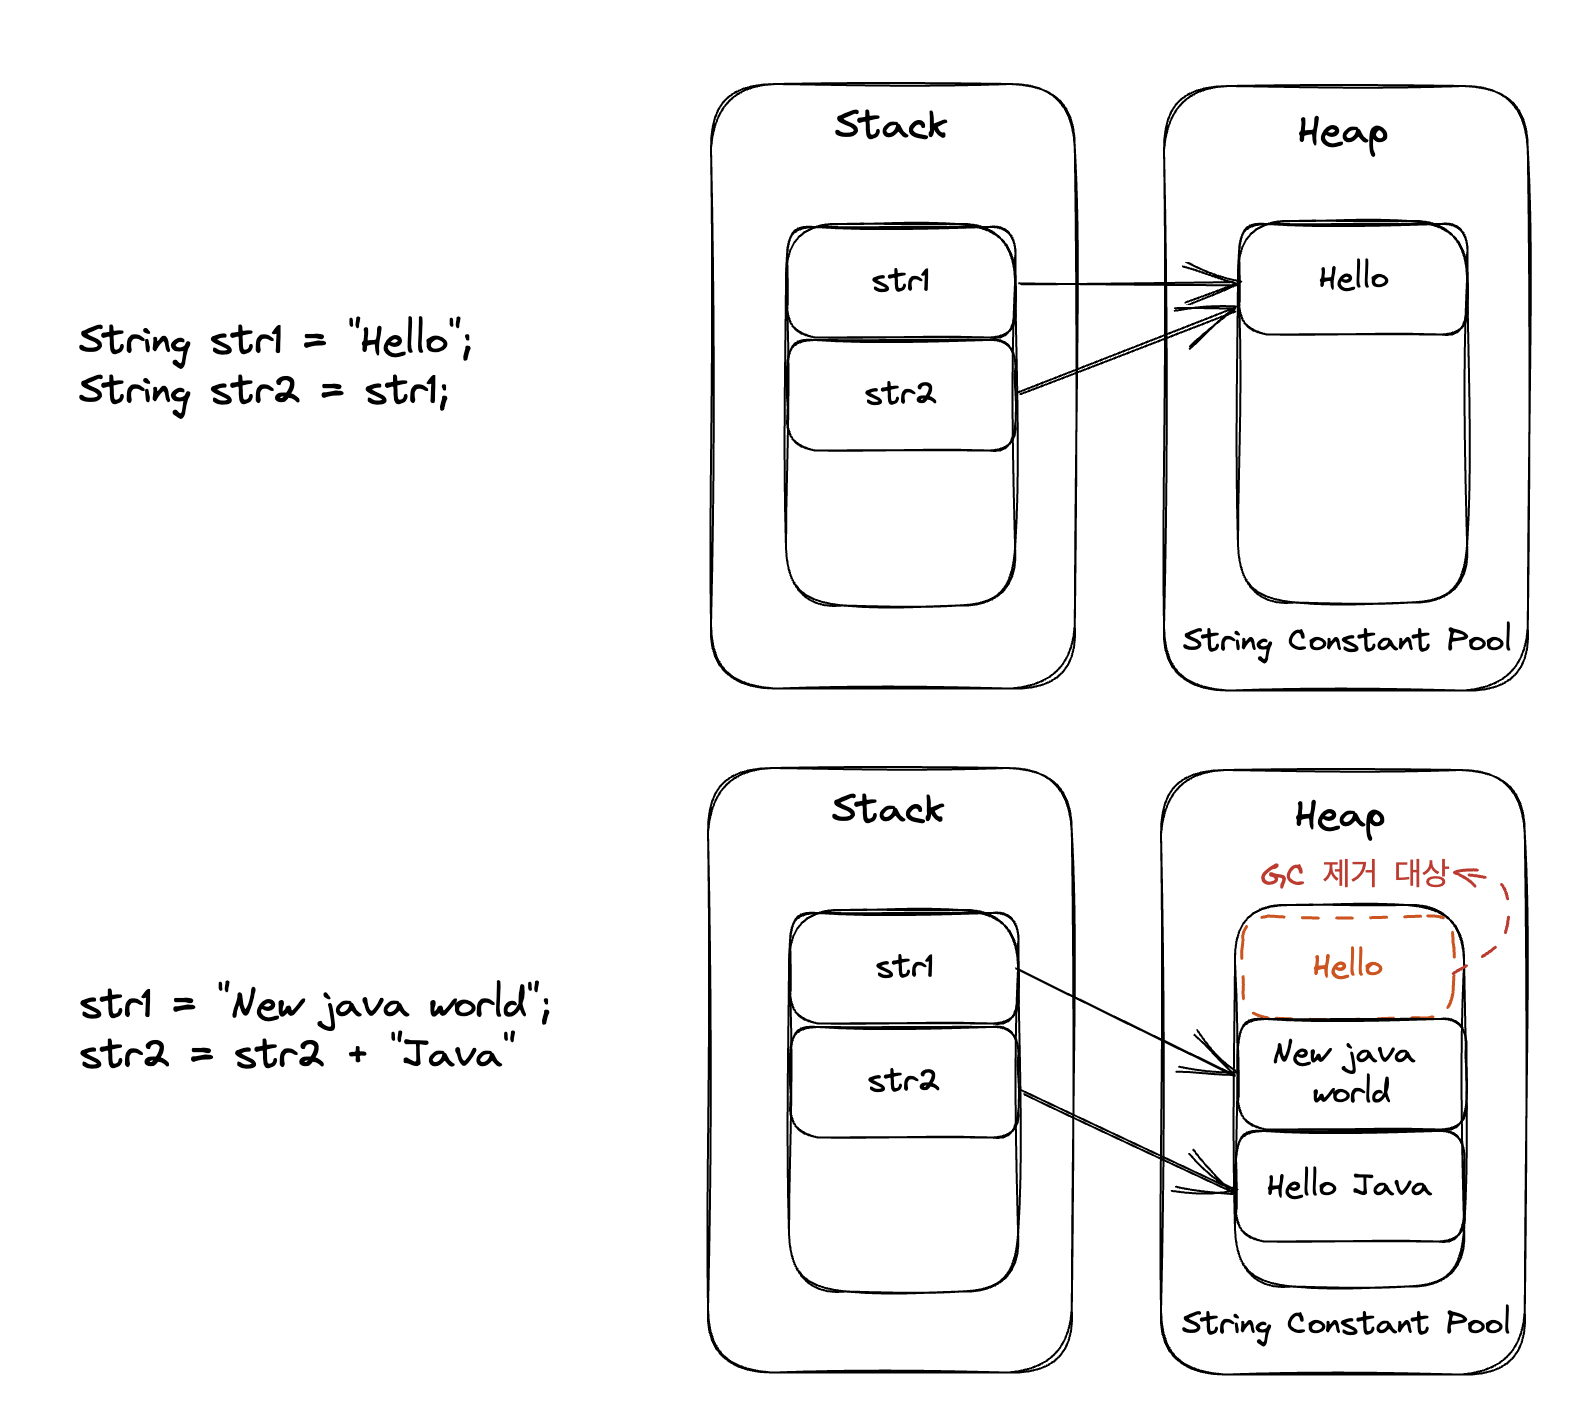 Stack
Heap
str1
Hello
String str1 = "Hello";
String str2 = str1;
str2
String Constant Pool
Stack
Heap
GC 제거 대상
str1
Hello
str1 = "New java world";
str2 = str2 + "Java"
New java
world
str2
Hello Java
String Constant Pool